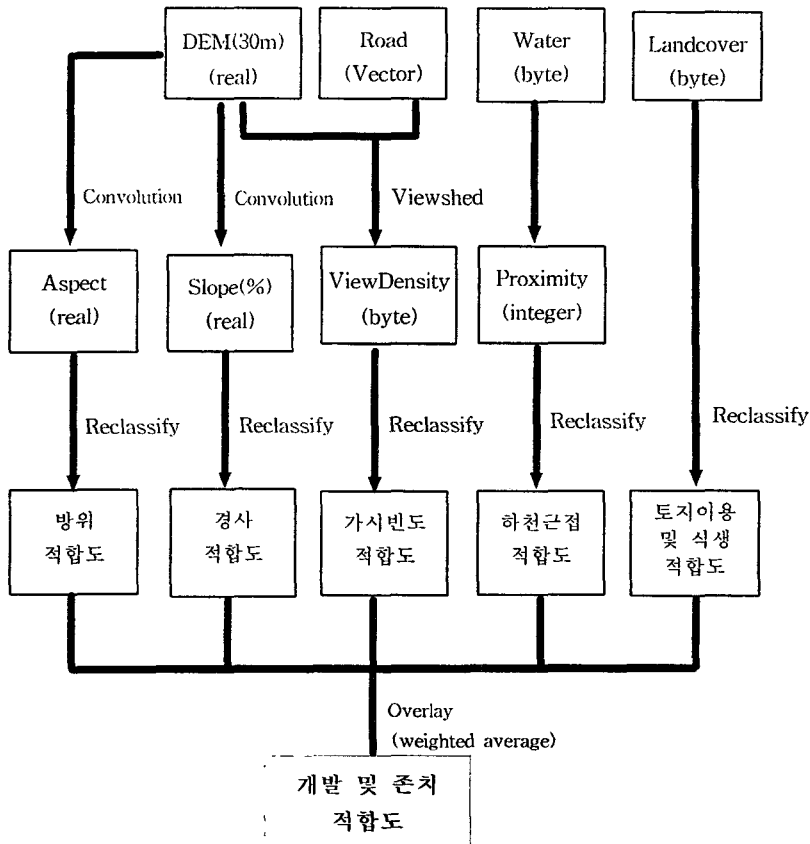 DEM(30m)
(real)
Road
(Vector)
Water
(byte)
Landcover
(byte)
Convolution
Convolution
Viewshed
Aspect
(real)
Slope(%)
(real)
ViewDensity
(byte)
Proximity
(integer)
Reclassify
Reclassify
Reclassify
Reclassify
Reclassify
방위
적합도
경사
적합도
가시빈도
적합도
하천근접
적합도
토지이용
및 식생
적합도
Overlay
(weighted average)
개발 및 존치
적합도